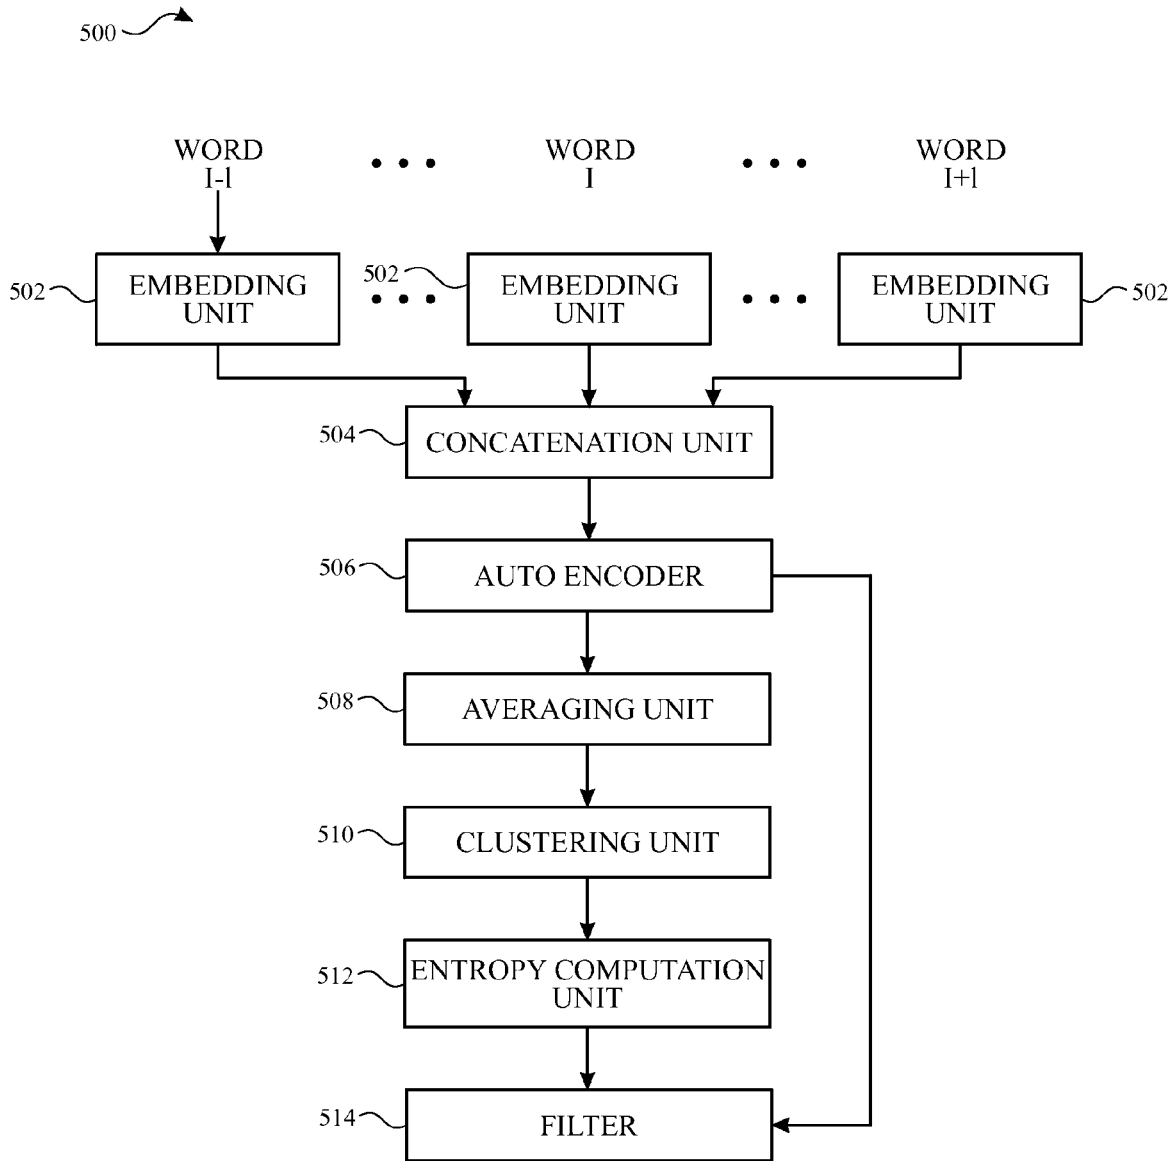 500
WORD
I-l
• • •
WORD
I
• • •
WORD
I+l
502
EMBEDDING
UNIT
• • •
502
EMBEDDING
UNIT
• • •
EMBEDDING
UNIT
502
504
CONCATENATION UNIT
506
AUTO ENCODER
508
AVERAGING UNIT
510
CLUSTERING UNIT
512
ENTROPY COMPUTATION
UNIT
514
FILTER